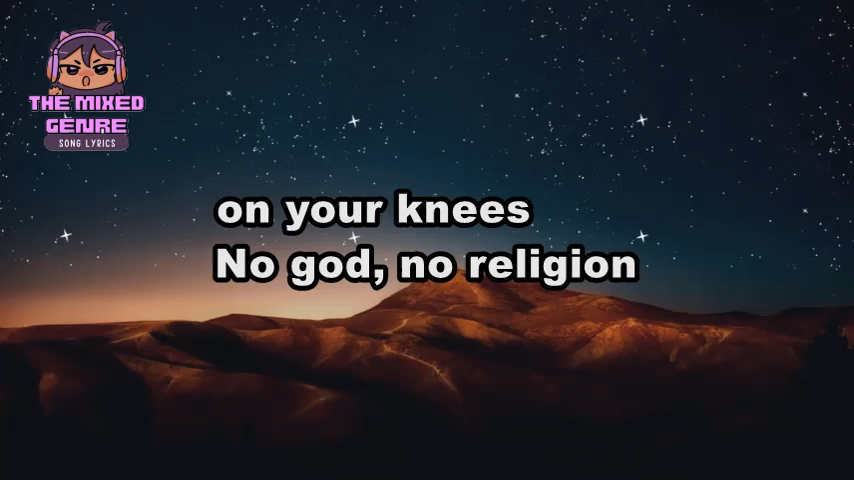 THE MIXED
GENRE
SONG LYRICS
on your knees
No god, no religion